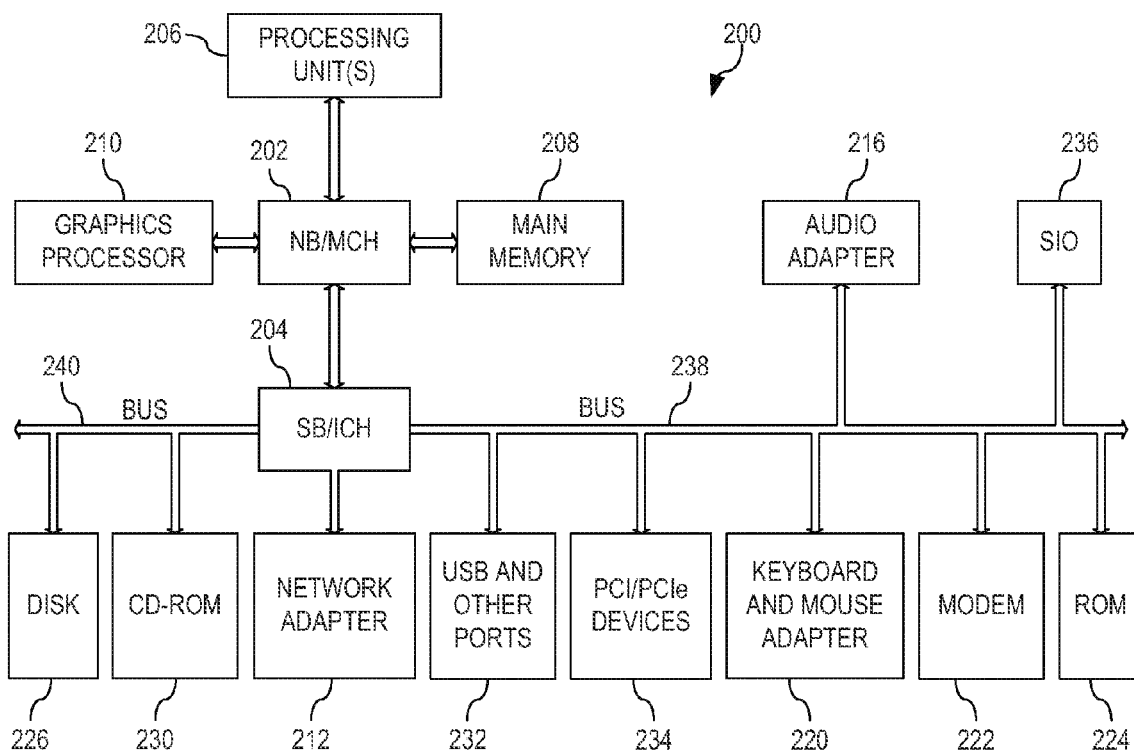 206
PROCESSING
UNIT(S)
200
210
202
208
216
236
GRAPHICS
PROCESSOR
NB/MCH
MAIN
MEMORY
AUDIO
ADAPTER
SIO
204
240
238
BUS
SB/ICH
BUS
DISK
CD-ROM
NETWORK
ADAPTER
USB AND
OTHER
PORTS
PCI/PCIe
DEVICES
KEYBOARD
AND MOUSE
ADAPTER
MODEM
ROM
226
230
212
232
234
220
222
224